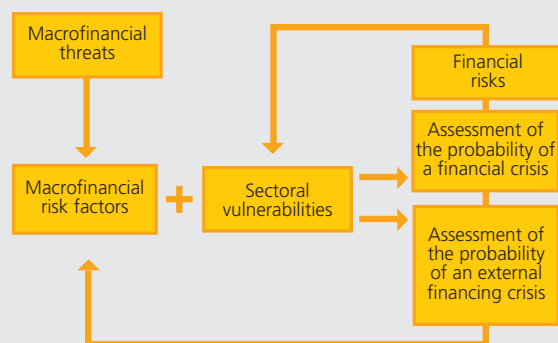 Macrofinancial
threats
Financial
risks
Assessment of
the probability of
a financial crisis
Macrofinancial
risk factors
+
Sectoral
vulnerabilities
Assessment of
the probability
of an external
financing crisis